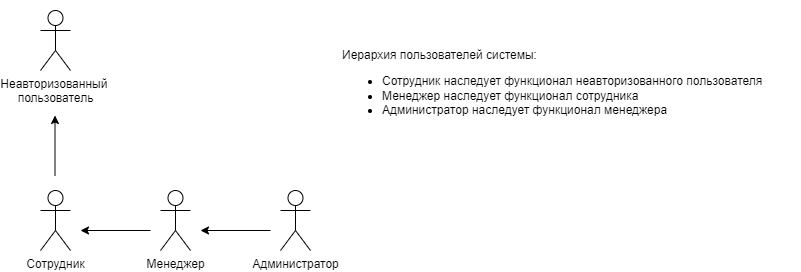 Неавторизованный
пользователь
Иерархия пользователей системы:
Сотрудник наследует функционал неавторизованного пользователя
Менеджер наследует функционал сотрудника
Администратор наследует функционал менеджера
Сотрудник
Менеджер
Администратор